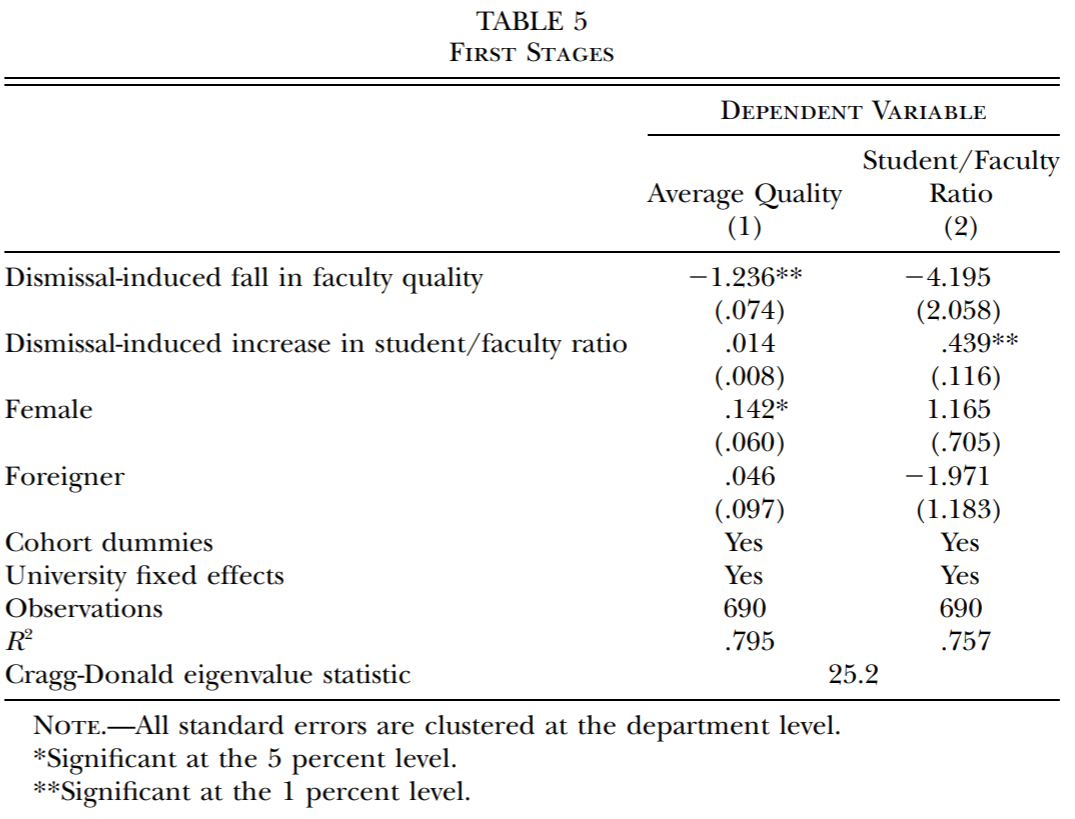 TABLE 5
First Stages
Dependent Variable
Student/Faculty
Average Quality Ratio
(1) (2)
Dismissal-induced fall in faculty quality −1.236** −4.195
(.074) (2.058)
Dismissal-induced increase in student/faculty ratio .014 .439**
(.008) (.116)
Female .142* 1.165
(.060) (.705)
Foreigner .046 −1.971
(.097) (1.183)
Cohort dummies Yes Yes
University fixed effects Yes Yes
Observations 690 690
R² .795 .757
Cragg-Donald eigenvalue statistic 25.2
Note.—All standard errors are clustered at the department level.
*Significant at the 5 percent level.
**Significant at the 1 percent level.